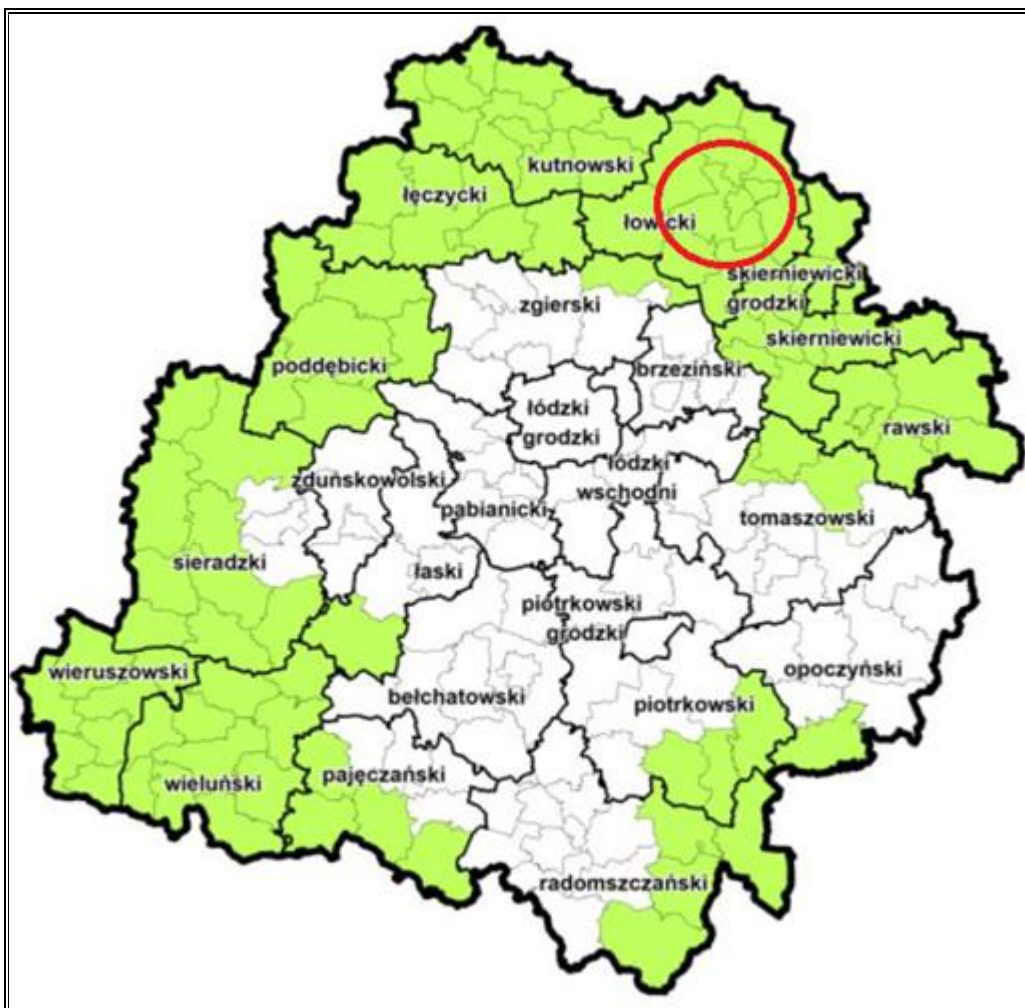 kutnowski
łęczycki
łowicki
skierniewicki
grodzki
zgierski
skierniewicki
poddębicki
brzeziński
łódzki
grodzki
rawski
łódzki
wschodni
zduńskowolski
pabianicki
tomaszowski
sieradzki
łaski
piotrkowski
grodzki
wieruszowski
opoczyński
bełchatowski
piotrkowski
wieluński
pajęczański
radomszczański